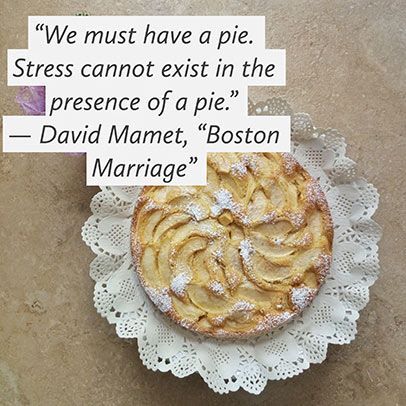 “We must have a pie.
Stress cannot exist in the
presence of a pie.”
— David Mamet, “Boston
Marriage”